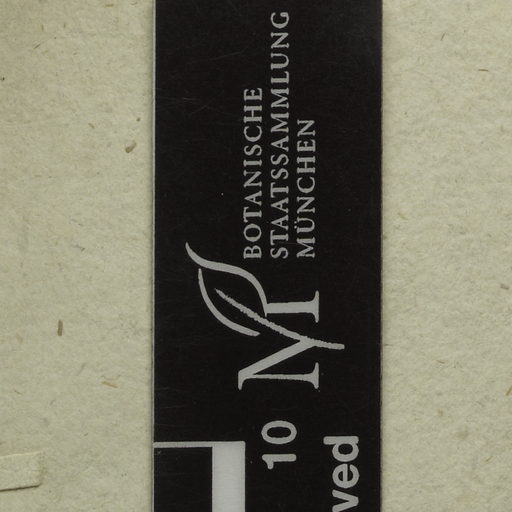 BOTANISCHE
STAATSSAMMLUNG
MÜNCHEN
M
10
ved